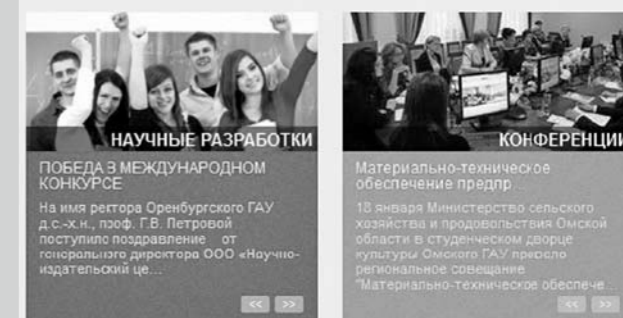 НАУЧНЫЕ РАЗРАБОТКИ
ПОБЕДА В МЕЖДУНАРОДНОМ
КОНКУРСЕ
На имя ректора Оренбургского ГАУ
д.с.-х.н., проф. Г.В. Петровой
поступило поздравление от
генерального директора ООО «Научно-
издательский це...
<< >>
КОНФЕРЕНЦИИ
Материально-техническое
обеспечение предпр...
18 января Министерство сельского
хозяйства и продовольствия Омской
области в студенческом дворце
культуры Омского ГАУ провело
региональное совещание
"Материально-техническое обеспече...
<< >>